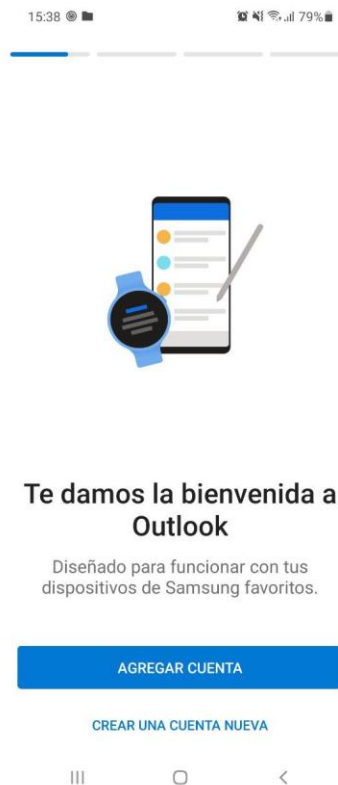 15:38 79%
Te damos la bienvenida a
Outlook
Diseñado para funcionar con tus
dispositivos de Samsung favoritos.
AGREGAR CUENTA
CREAR UNA CUENTA NUEVA